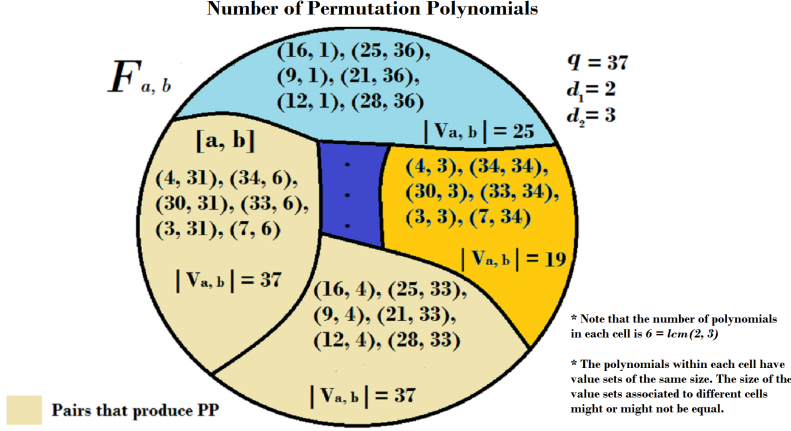 Number of Permutation Polynomials
F a, b
(16, 1), (25, 36),
(9, 1), (21, 36),
(12, 1), (28, 36)
| Va, b | = 25
q = 37
d1= 2
d2= 3
[a, b]
(4, 31), (34, 6),
(30, 31), (33, 6),
(3, 31), (7, 6)
| Va, b | = 37
(4, 3), (34, 34),
(30, 3), (33, 34),
(3, 3), (7, 34)
| Va, b | = 19
(16, 4), (25, 33),
(9, 4), (21, 33),
(12, 4), (28, 33)
| Va, b | = 37
* Note that the number of polynomials
in each cell is 6 = lcm(2, 3)
* The polynomials within each cell have
value sets of the same size. The size of the
value sets associated to different cells
might or might not be equal.
Pairs that produce PP